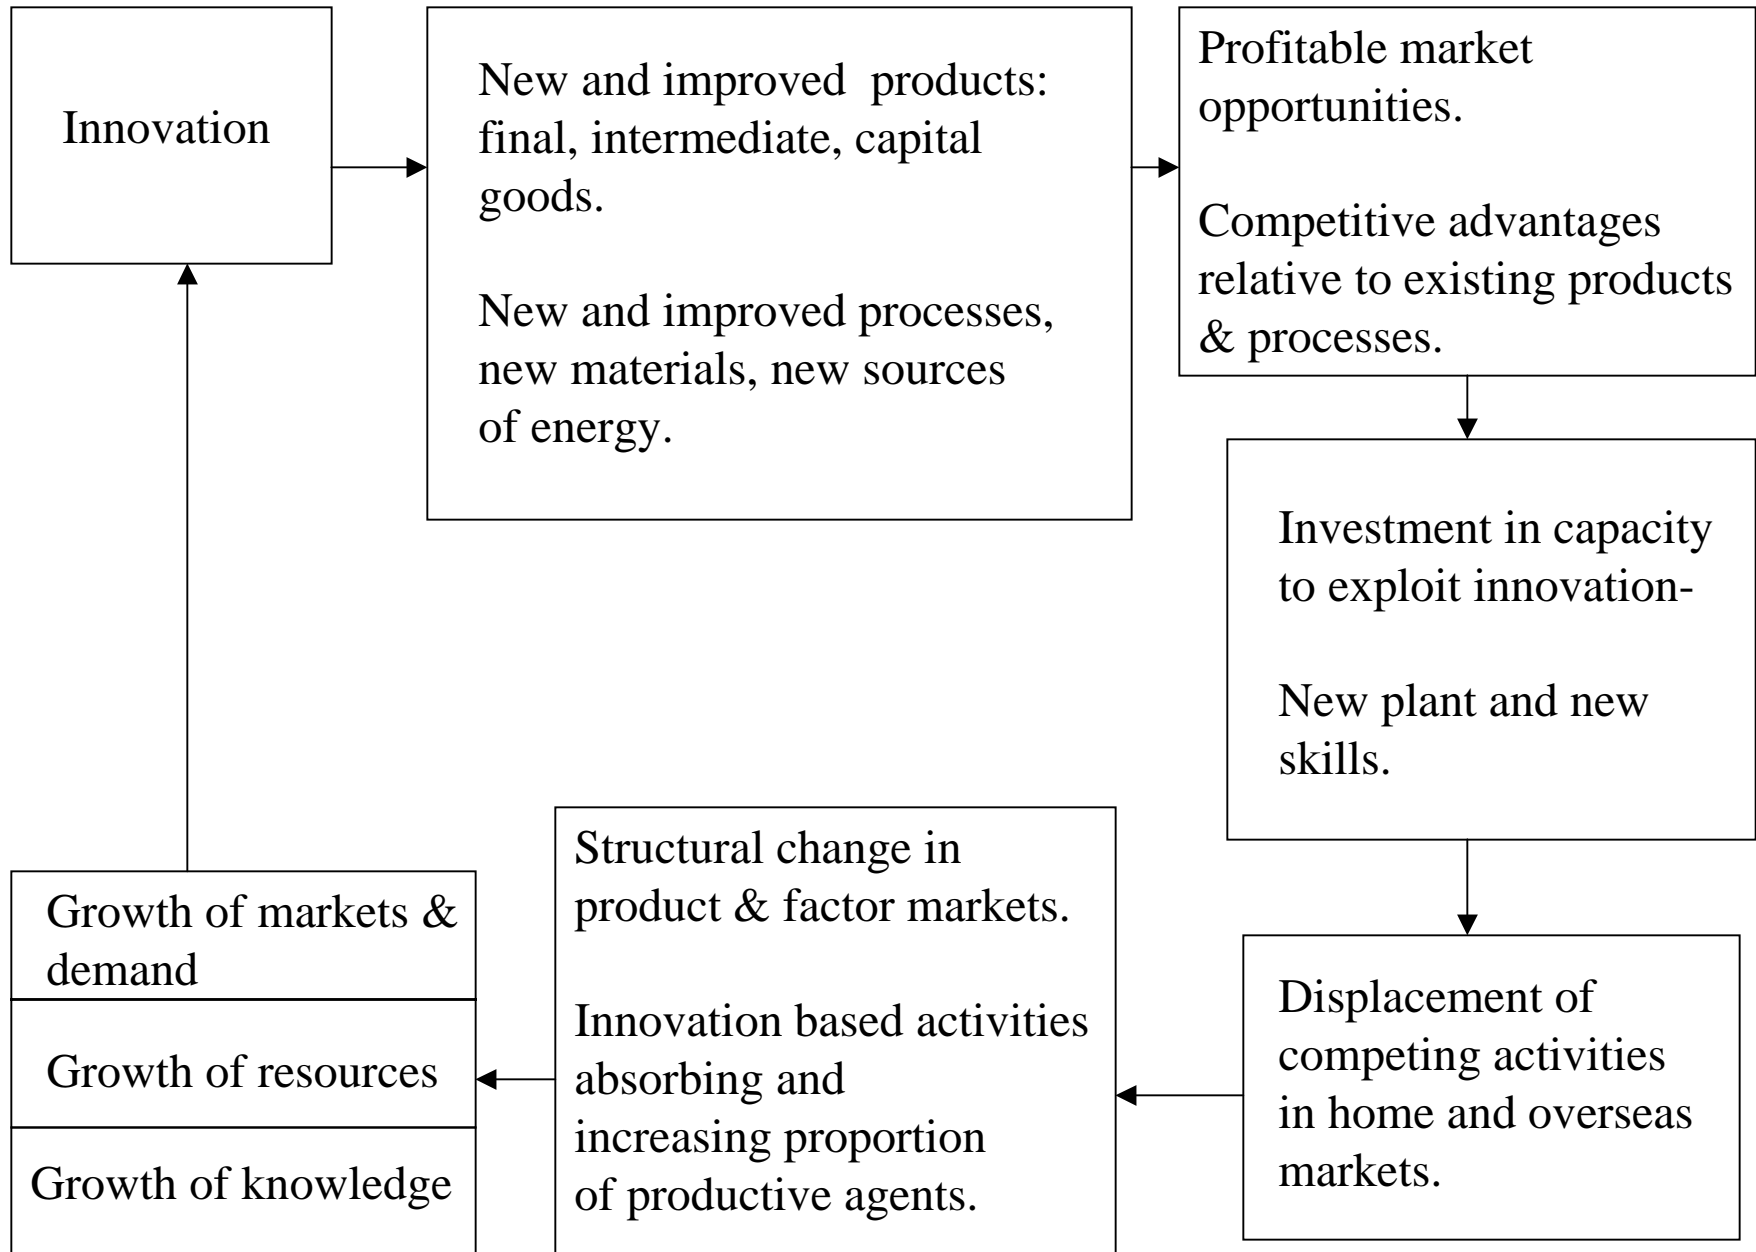 Innovation
New and improved  products:
final, intermediate, capital
goods.
New and improved processes,
new materials, new sources
of energy.
Profitable market
opportunities.
Competitive advantages
relative to existing products
& processes.
Investment in capacity
to exploit innovation-
New plant and new
skills.
Displacement of
competing activities
in home and overseas
markets.
Structural change in
product & factor markets.
Innovation based activities
absorbing and
increasing proportion
of productive agents.
Growth of markets &
demand
Growth of resources
Growth of knowledge